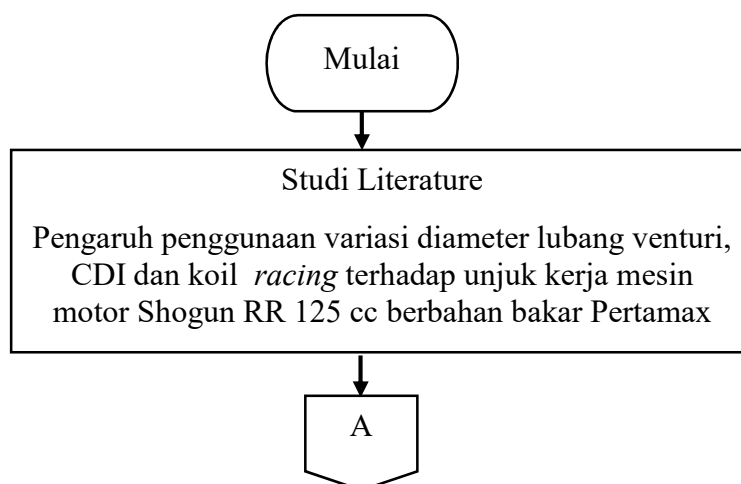 Mulai
Studi Literature
Pengaruh penggunaan variasi diameter lubang venturi,
CDI dan koil racing terhadap unjuk kerja mesin
motor Shogun RR 125 cc berbahan bakar Pertamax
A